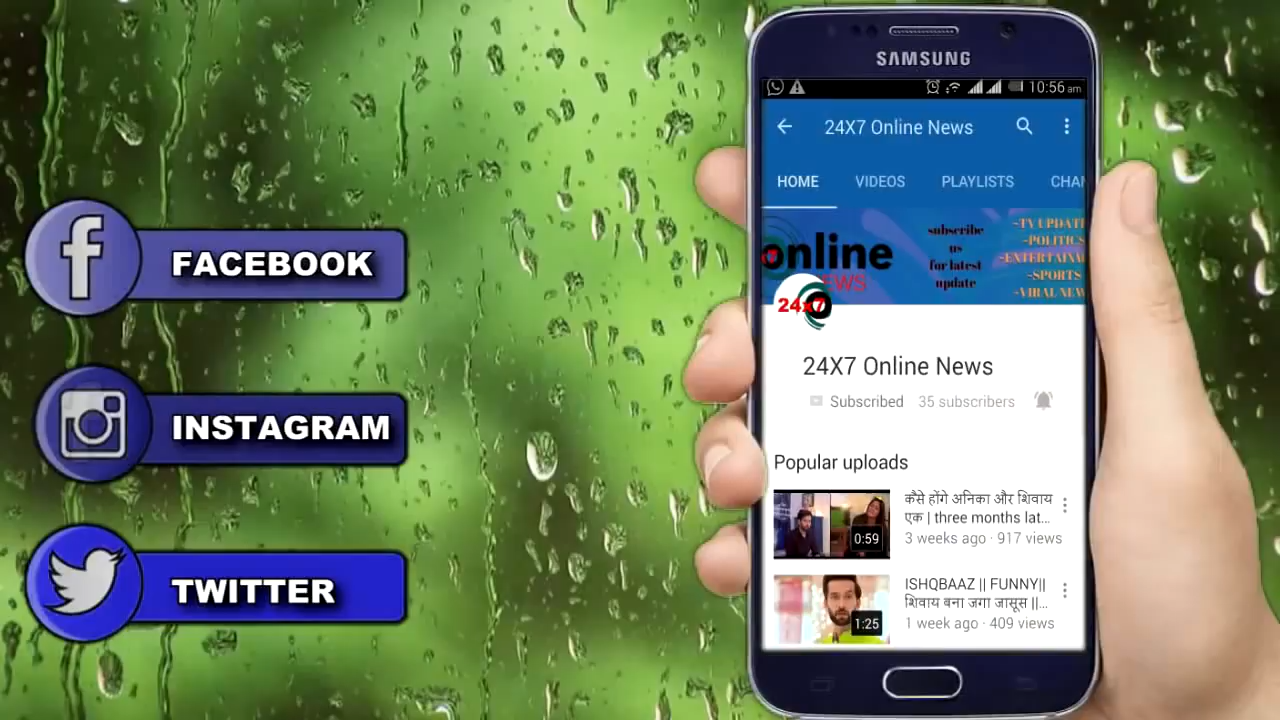 FACEBOOK
INSTAGRAM
TWITTER
SAMSUNG
10:56 am
24X7 Online News
HOME VIDEOS PLAYLISTS CHAN
online
NEWS
subscribe
us
for latest
update
~TV UPDATE
~POLITICS
~ENTERTAINM
~SPORTS
~VIRAL NEW
24x7
24X7 Online News
Subscribed 35 subscribers
Popular uploads
0:59
कैसे होंगे अनिका और शिवाय
एक | three months lat...
3 weeks ago · 917 views
1:25
ISHQBAAZ || FUNNY||
शिवाय बना जगा जासूस ||...
1 week ago · 409 views